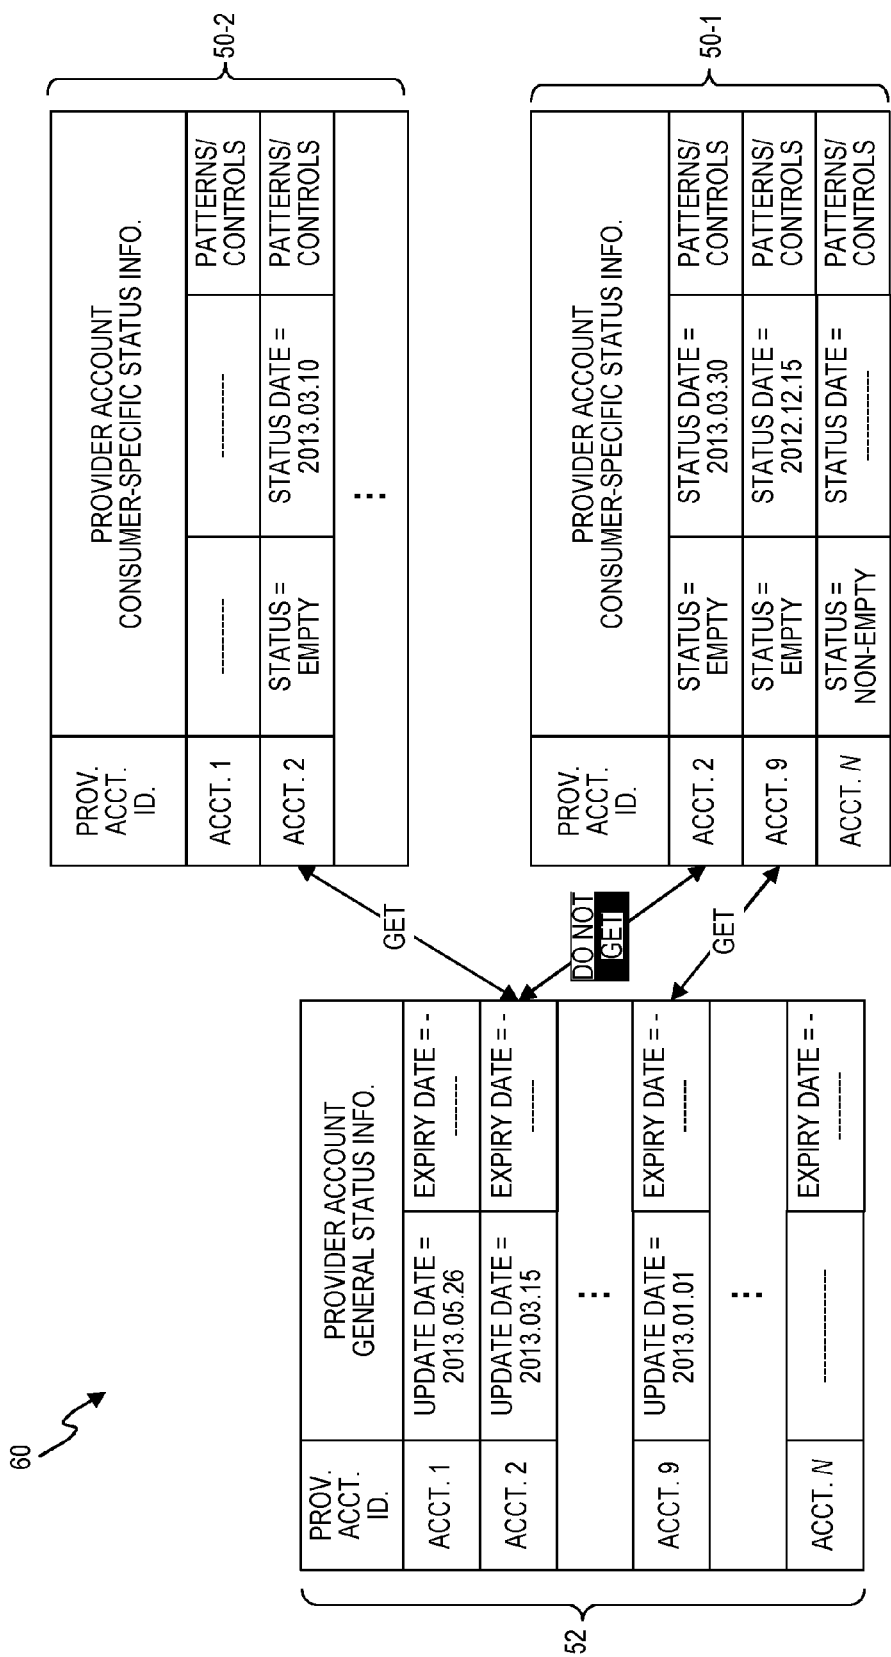 60
52
PROV.
ACCT.
ID.
PROVIDER ACCOUNT
GENERAL STATUS INFO.
ACCT. 1
UPDATE DATE =
2013.05.26
EXPIRY DATE = -
-------
ACCT. 2
UPDATE DATE =
2013.03.15
EXPIRY DATE = -
-------
...
ACCT. 9
UPDATE DATE =
2013.01.01
EXPIRY DATE = -
-------
...
ACCT. N
------------
EXPIRY DATE = -
---------
GET
DO NOT
GET
GET
50-2
PROV.
ACCT.
ID.
PROVIDER ACCOUNT
CONSUMER-SPECIFIC STATUS INFO.
ACCT. 1
----------
----------
PATTERNS/
CONTROLS
ACCT. 2
STATUS =
EMPTY
STATUS DATE =
2013.03.10
PATTERNS/
CONTROLS
...
50-1
PROV.
ACCT.
ID.
PROVIDER ACCOUNT
CONSUMER-SPECIFIC STATUS INFO.
ACCT. 2
STATUS =
EMPTY
STATUS DATE =
2013.03.30
PATTERNS/
CONTROLS
ACCT. 9
STATUS =
EMPTY
STATUS DATE =
2012.12.15
PATTERNS/
CONTROLS
ACCT. N
STATUS =
NON-EMPTY
STATUS DATE =
----------
PATTERNS/
CONTROLS